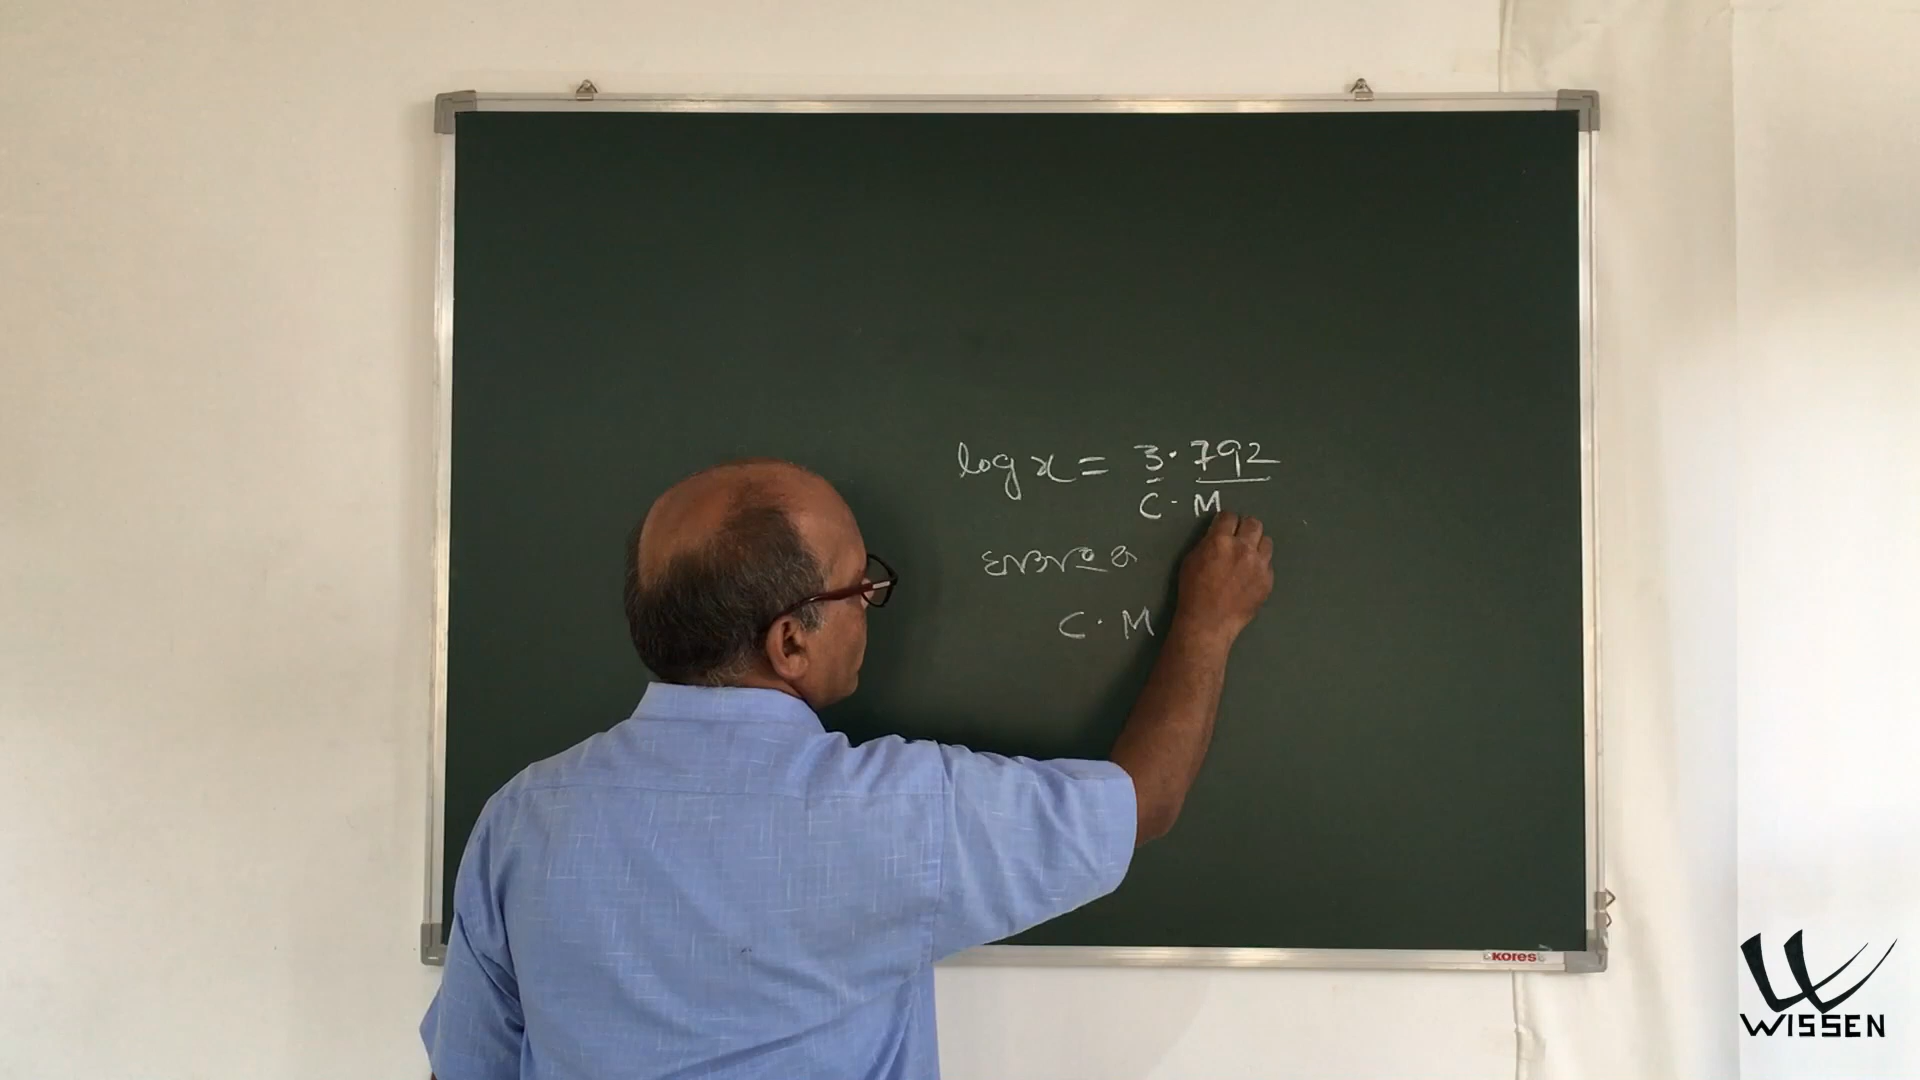 log x = 3.792
C. M
C. M
kores
WISSEN